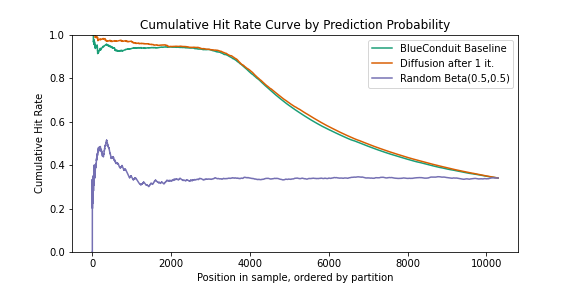 Cumulative Hit Rate Curve by Prediction Probability
1.0
0.8
0.6
0.4
0.2
0.0
Cumulative Hit Rate
BlueConduit Baseline
Diffusion after 1 it.
Random Beta(0.5,0.5)
0 2000 4000 6000 8000 10000
Position in sample, ordered by partition